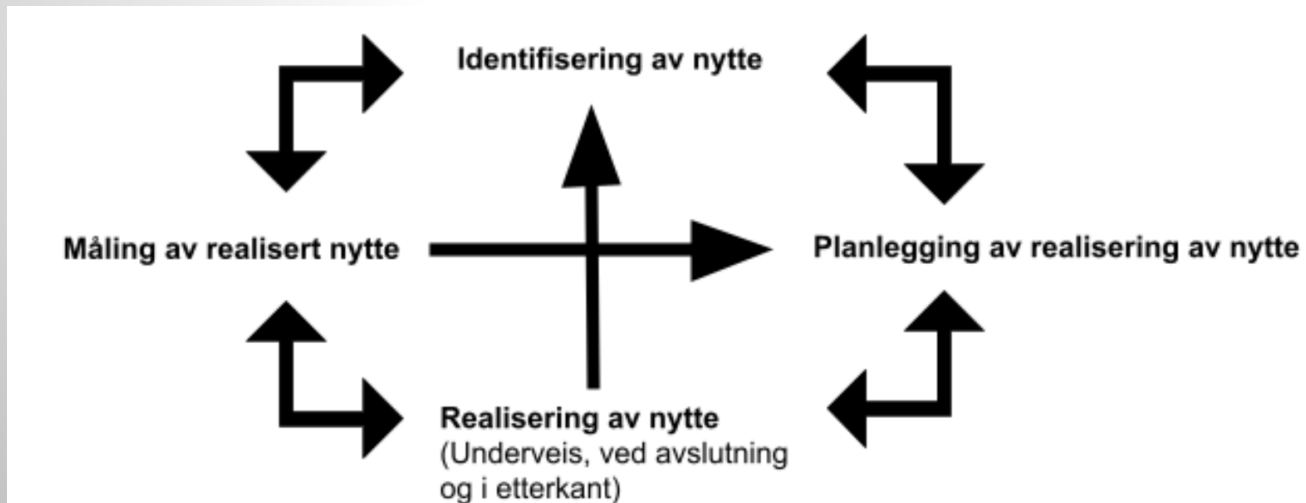 Identifisering av nytte
Måling av realisert nytte
Planlegging av realisering av nytte
Realisering av nytte
(Underveis, ved avslutning
og i etterkant)